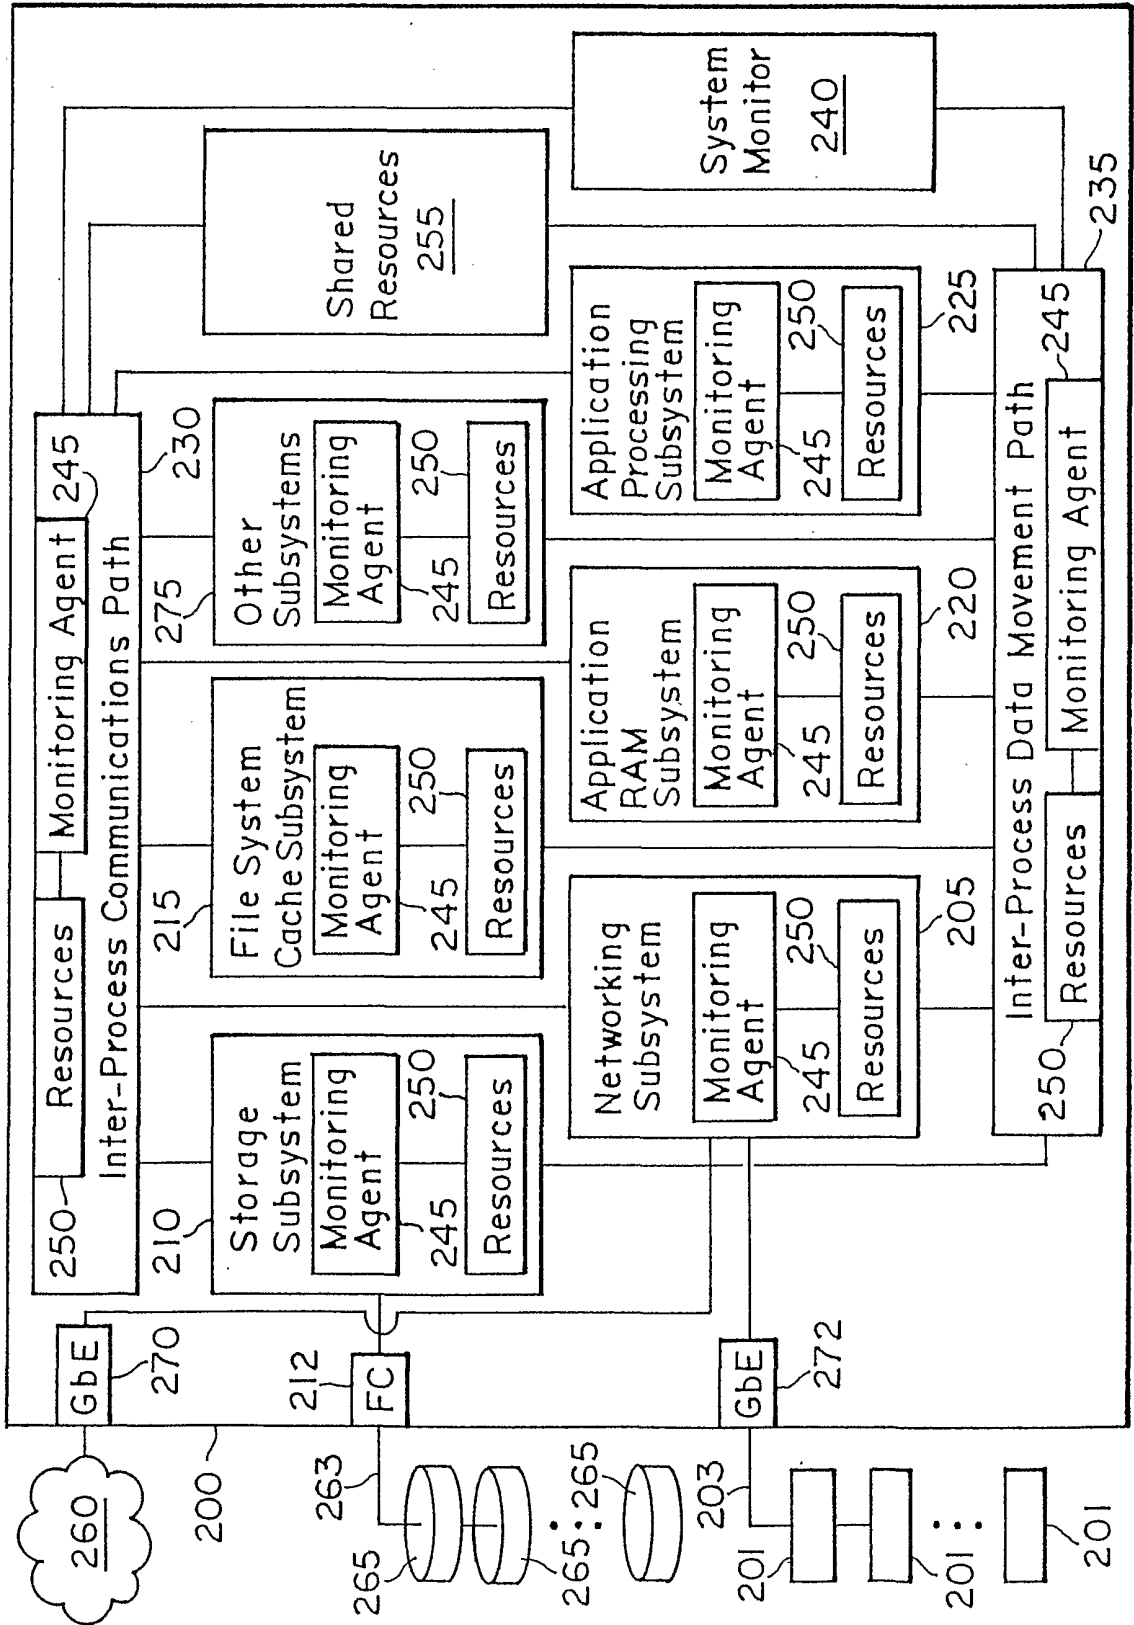 250
Resources
Monitoring Agent
245
Inter-Process Communications Path
230
GbE
270
260
200
210
Storage
Subsystem
Monitoring
Agent
250
245
Resources
215
File System
Cache Subsystem
Monitoring
Agent
250
245
Resources
275
Other
Subsystems
Monitoring
Agent
250
245
Resources
Shared
Resources
255
System
Monitor
240
212
FC
263
265
265
265
Networking
Subsystem
Monitoring
Agent
250
245
Resources
205
Application
RAM
Subsystem
Monitoring
Agent
250
245
Resources
220
Application
Processing
Subsystem
Monitoring
Agent
250
245
Resources
225
GbE
272
203
201
201
201
Inter-Process Data Movement Path
235
250
Resources
Monitoring Agent
245